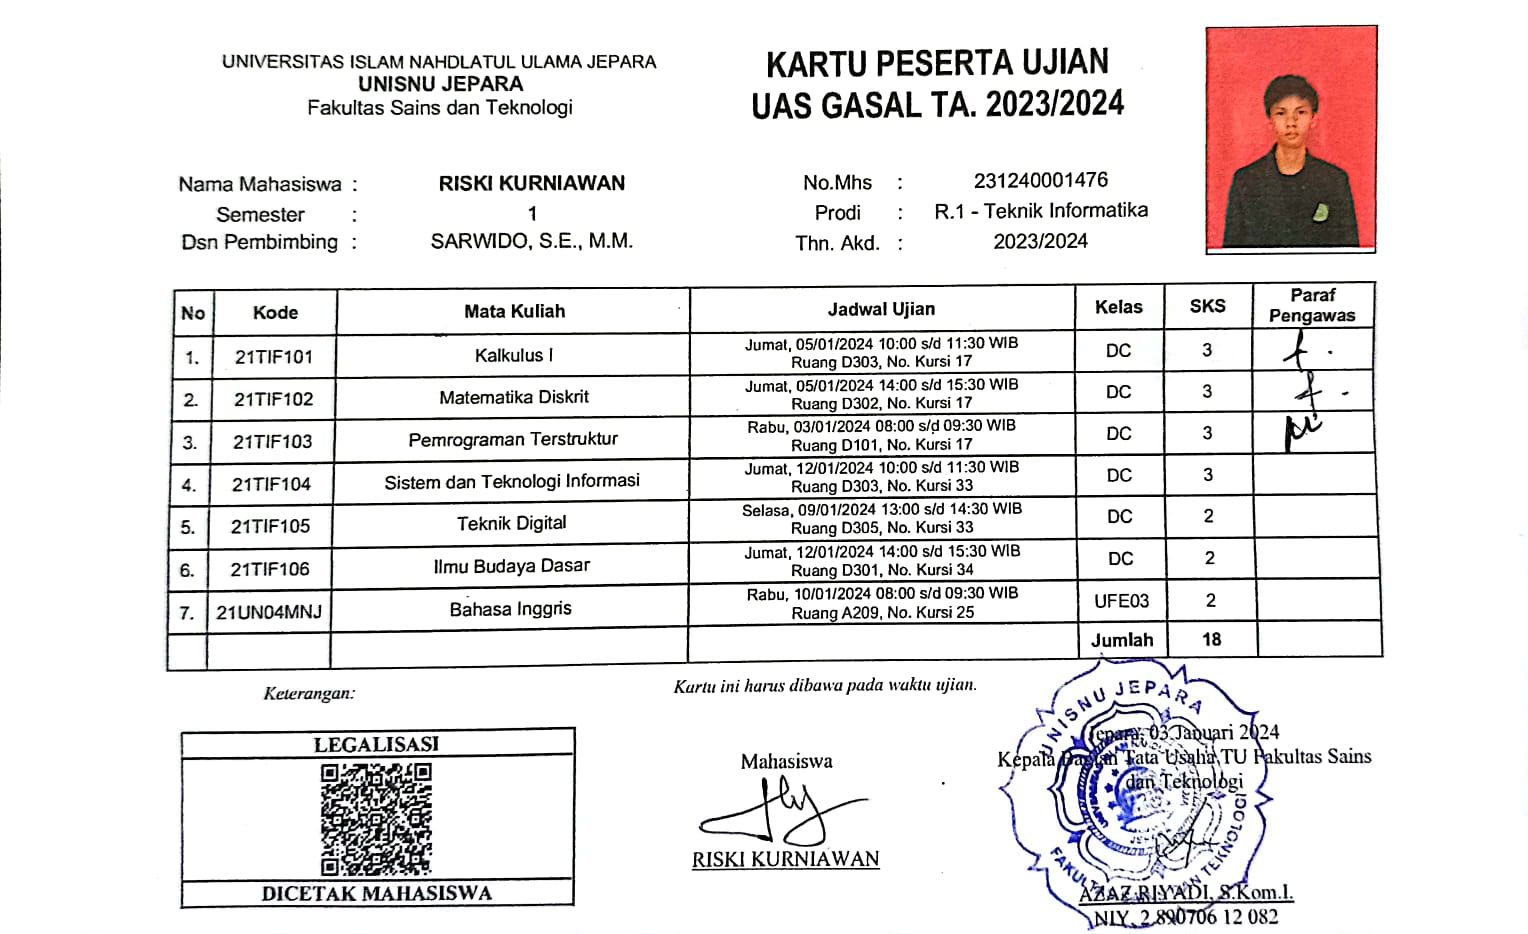 UNIVERSITAS ISLAM NAHDLATUL ULAMA JEPARA
UNISNU JEPARA
Fakultas Sains dan Teknologi
KARTU PESERTA UJIAN
UAS GASAL TA. 2023/2024
Nama Mahasiswa : RISKI KURNIAWAN
Semester : 1
Dsn Pembimbing : SARWIDO, S.E., M.M.
No.Mhs : 231240001476
Prodi : R.1 - Teknik Informatika
Thn. Akd. : 2023/2024
No Kode Mata Kuliah Jadwal Ujian Kelas SKS Paraf Pengawas
1. 21TIF101 Kalkulus I Jumat, 05/01/2024 10:00 s/d 11:30 WIB DC 3
Ruang D303, No. Kursi 17
2. 21TIF102 Matematika Diskrit Jumat, 05/01/2024 14:00 s/d 15:30 WIB DC 3
Ruang D302, No. Kursi 17
3. 21TIF103 Pemrograman Terstruktur Rabu, 03/01/2024 08:00 s/d 09:30 WIB DC 3
Ruang D101, No. Kursi 17
4. 21TIF104 Sistem dan Teknologi Informasi Jumat, 12/01/2024 10:00 s/d 11:30 WIB DC 3
Ruang D303, No. Kursi 33
5. 21TIF105 Teknik Digital Selasa, 09/01/2024 13:00 s/d 14:30 WIB DC 2
Ruang D305, No. Kursi 33
6. 21TIF106 Ilmu Budaya Dasar Jumat, 12/01/2024 14:00 s/d 15:30 WIB DC 2
Ruang D301, No. Kursi 34
7. 21UN04MNJ Bahasa Inggris Rabu, 10/01/2024 08:00 s/d 09:30 WIB UFE03 2
Ruang A209, No. Kursi 25
Jumlah 18
Keterangan:
Kartu ini harus dibawa pada waktu ujian.
LEGALISASI
DICETAK MAHASISWA
Mahasiswa
RISKI KURNIAWAN
UNISNU JEPARA
Jepara, 03 Januari 2024
Kepala Bagian Tata Usaha TU Fakultas Sains
dan Teknologi
AZAZ RIYADI, S.Kom.I.
NIY. 2 890706 12 082